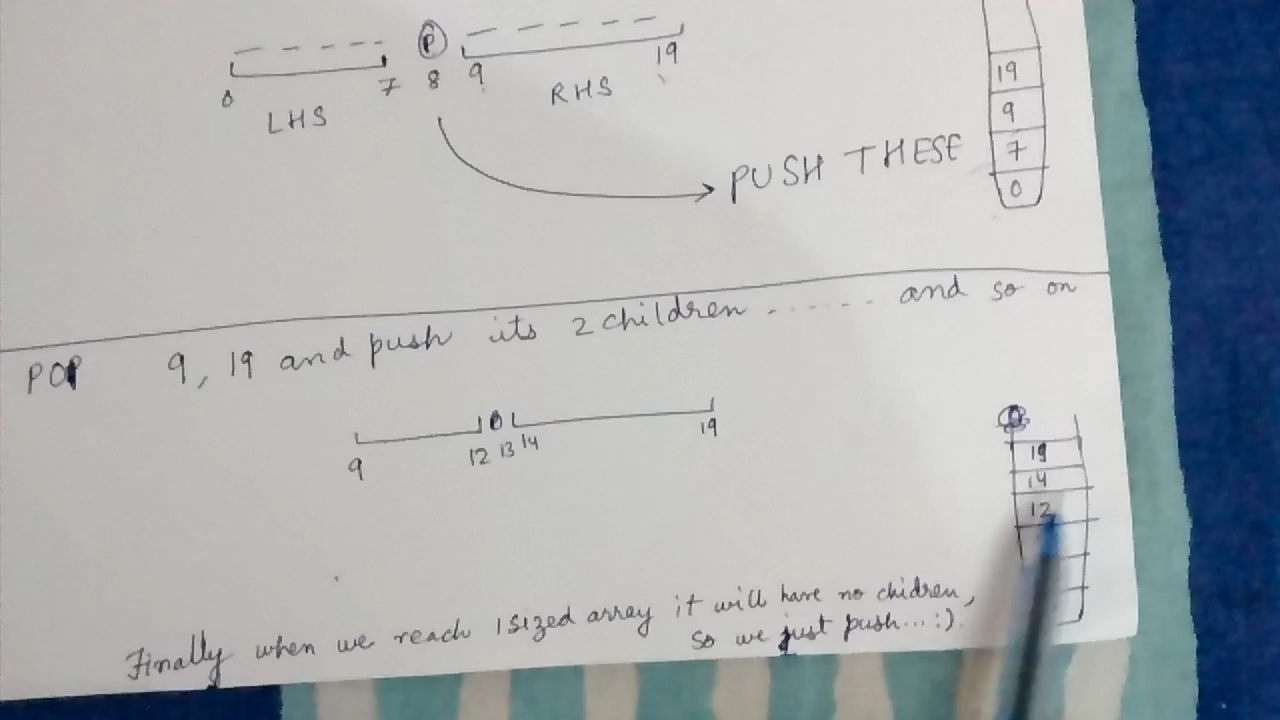 P
0 7 8 9 19
LHS RHS
19
9
7
0
PUSH THESE
POP 9, 19 and push its 2 children ...... and so on
9 12 13 14 19
19
14
12
Finally when we reach 1 sized array it will have no chidren,
So we just push...:).